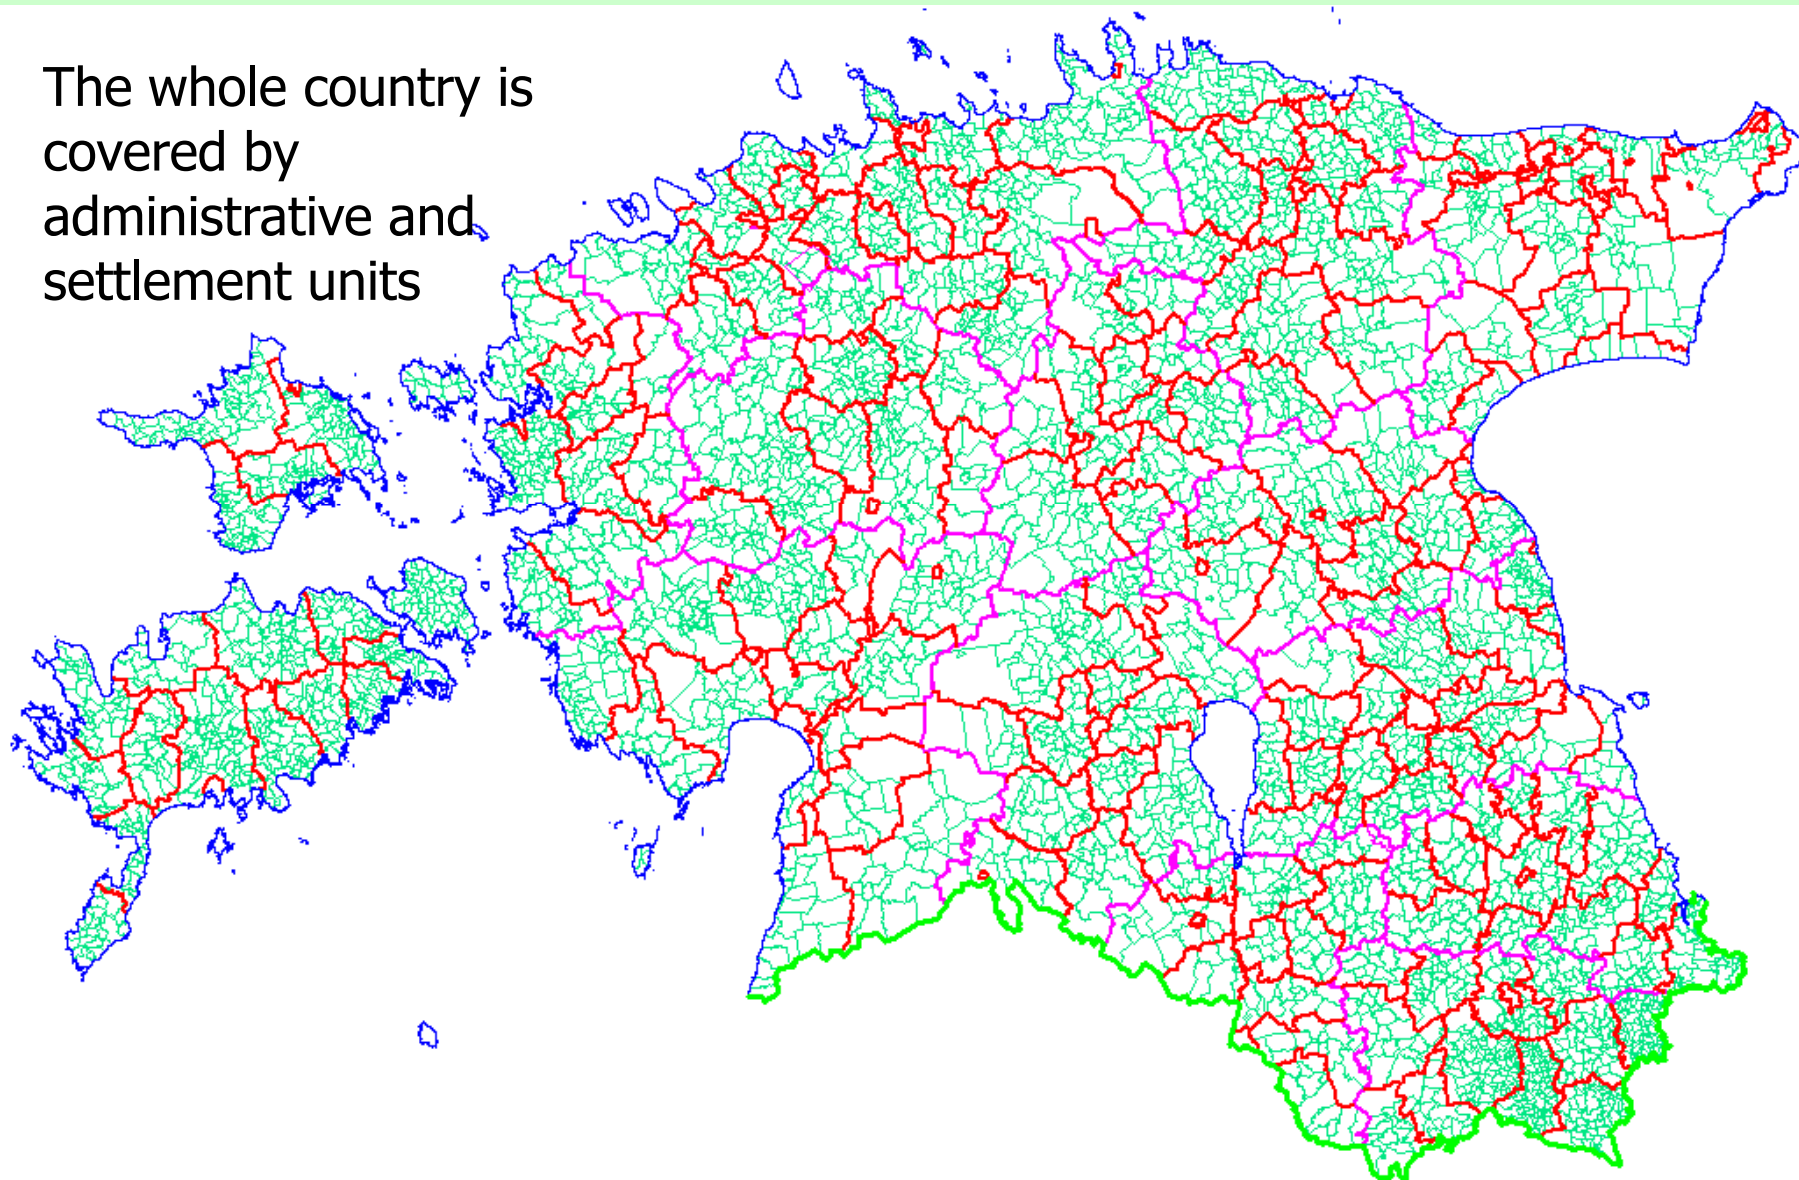 The whole country is
covered by
administrative and
settlement units